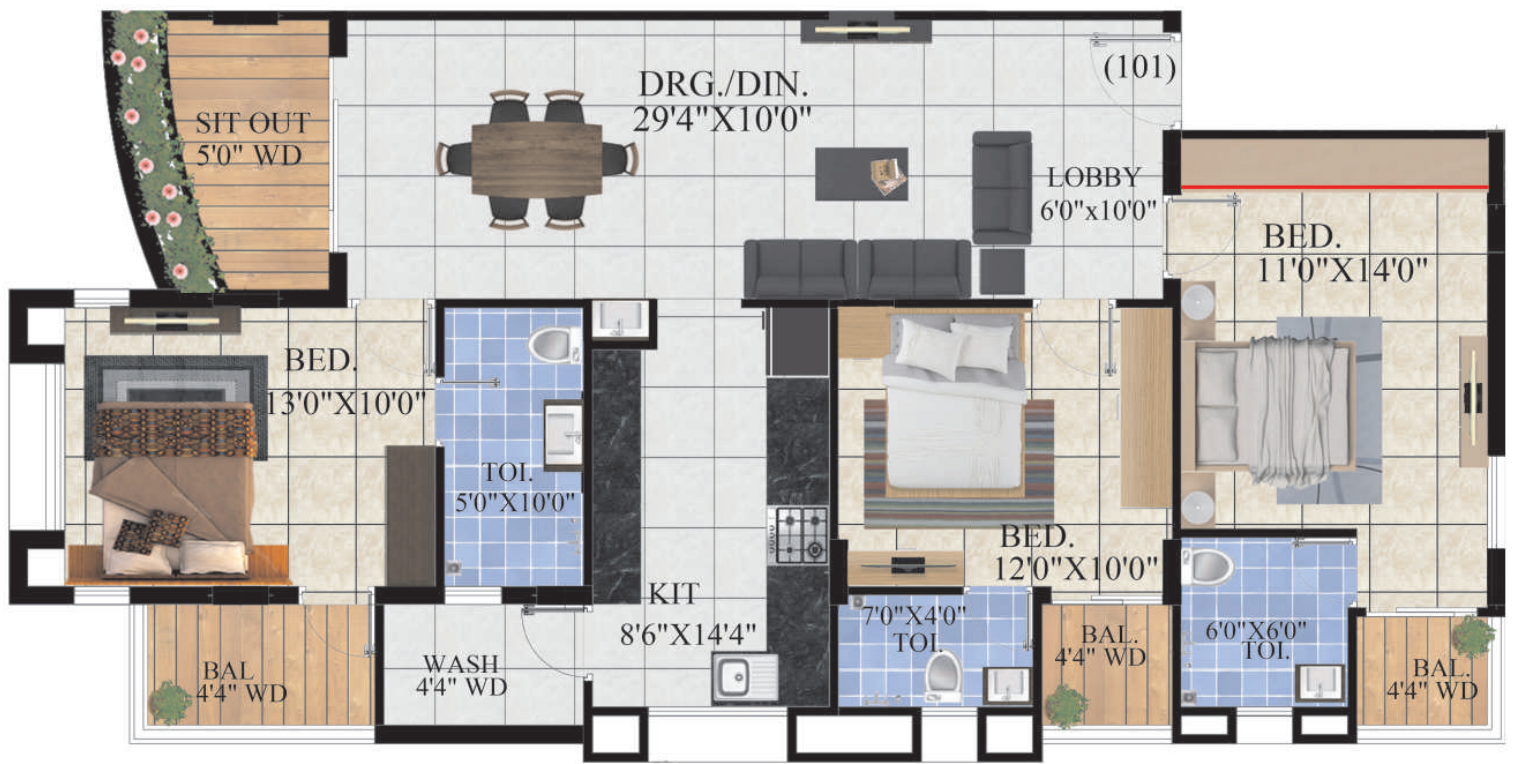 SIT OUT
5'0" WD
DRG./DIN.
29'4"X10'0"
(101)
LOBBY
6'0"x10'0"
BED.
11'0"X14'0"
BED.
13'0"X10'0"
TOI.
5'0"X10'0"
BED.
12'0"X10'0"
KIT
8'6"X14'4"
7'0"X4'0"
TOI.
BAL.
4'4" WD
6'0"X6'0"
TOI.
BAL.
4'4" WD
BAL
4'4" WD
WASH
4'4" WD